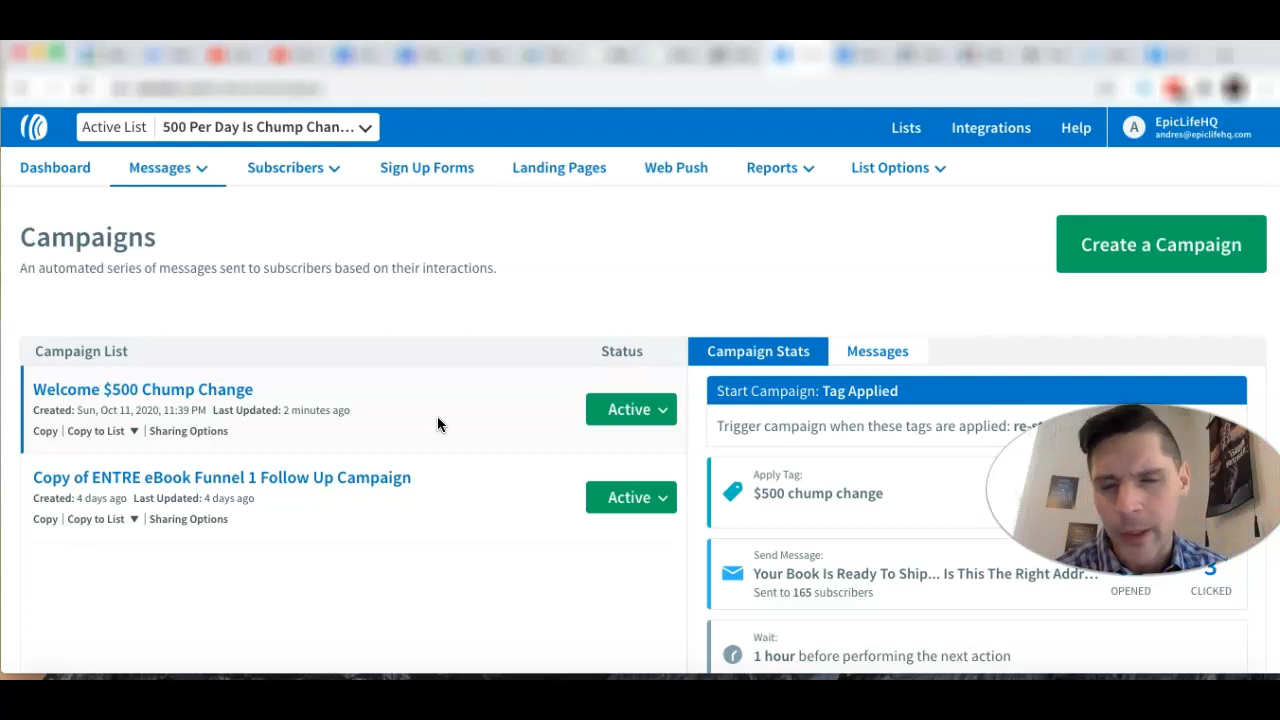 Active List 500 Per Day Is Chump Chan...
Lists Integrations Help A EpicLifeHQ
andres@epiclifehq.com
Dashboard Messages Subscribers Sign Up Forms Landing Pages Web Push Reports List Options
Campaigns
An automated series of messages sent to subscribers based on their interactions.
Create a Campaign
Campaign List Status
Welcome $500 Chump Change
Created: Sun, Oct 11, 2020, 11:39 PM Last Updated: 2 minutes ago
Copy | Copy to List ▼ | Sharing Options
Active
Copy of ENTRE eBook Funnel 1 Follow Up Campaign
Created: 4 days ago Last Updated: 4 days ago
Copy | Copy to List ▼ | Sharing Options
Active
Campaign Stats Messages
Start Campaign: Tag Applied
Trigger campaign when these tags are applied:
Apply Tag:
$500 chump change
Send Message:
Your Book Is Ready To Ship... Is This The Right Addr...
Sent to 165 subscribers
OPENED CLICKED
Wait:
1 hour before performing the next action